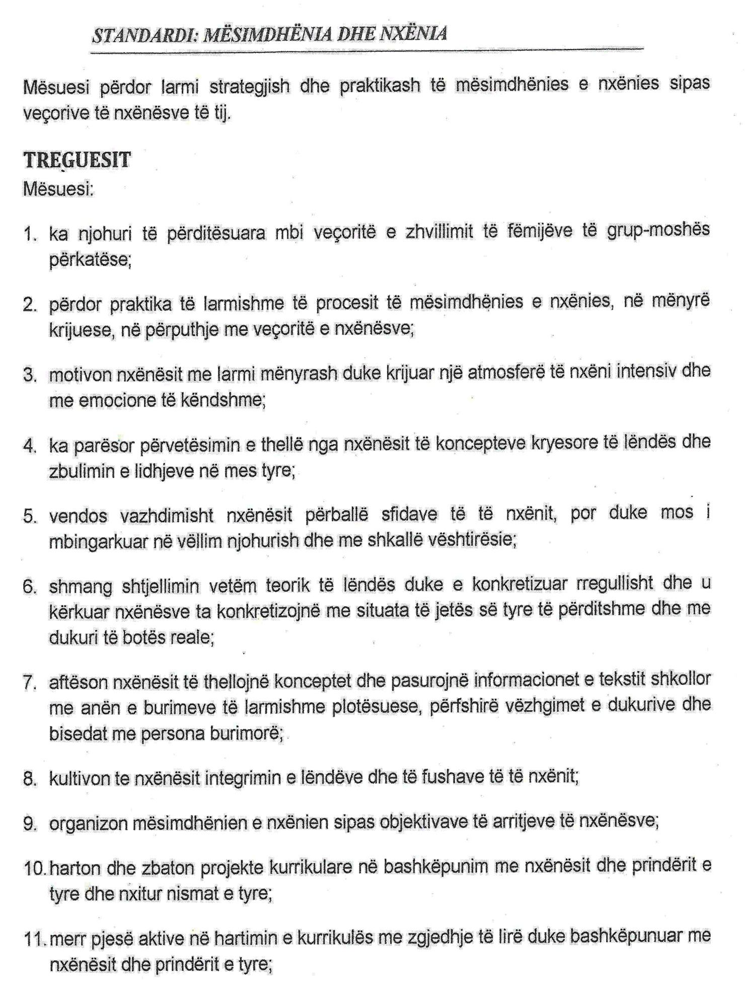 STANDARDI: MËSIMDHËNIA DHE NXËNIA
Mësuesi përdor larmi strategjish dhe praktikash të mësimdhënies e nxënies sipas
veçorive të nxënësve të tij.
TREGUESIT
Mësuesi:
1. ka njohuri të përditësuara mbi veçoritë e zhvillimit të fëmijëve të grup-moshës
përkatëse;
2. përdor praktika të larmishme të procesit të mësimdhënies e nxënies, në mënyrë
krijuese, në përputhje me veçoritë e nxënësve;
3. motivon nxënësit me larmi mënyrash duke krijuar një atmosferë të nxëni intensiv dhe
me emocione të këndshme;
4. ka parësor përvetësimin e thellë nga nxënësit të koncepteve kryesore të lëndës dhe
zbulimin e lidhjeve në mes tyre;
5. vendos vazhdimisht nxënësit përballë sfidave të të nxënit, por duke mos i
mbingarkuar në vëllim njohurish dhe me shkallë vështirësie;
6. shmang shtjellimin vetëm teorik të lëndës duke e konkretizuar rregullisht dhe u
kërkuar nxënësve ta konkretizojnë me situata të jetës së tyre të përditshme dhe me
dukuri të botës reale;
7. aftëson nxënësit të thellojnë konceptet dhe pasurojnë informacionet e tekstit shkollor
me anën e burimeve të larmishme plotësuese, përfshirë vëzhgimet e dukurive dhe
bisedat me persona burimorë;
8. kultivon te nxënësit integrimin e lëndëve dhe të fushave të të nxënit;
9. organizon mësimdhënien e nxënien sipas objektivave të arritjeve të nxënësve;
10. harton dhe zbaton projekte kurrikulare në bashkëpunim me nxënësit dhe prindërit e
tyre dhe nxitur nismat e tyre;
11. merr pjesë aktive në hartimin e kurrikulës me zgjedhje të lirë duke bashkëpunuar me
nxënësit dhe prindërit e tyre;